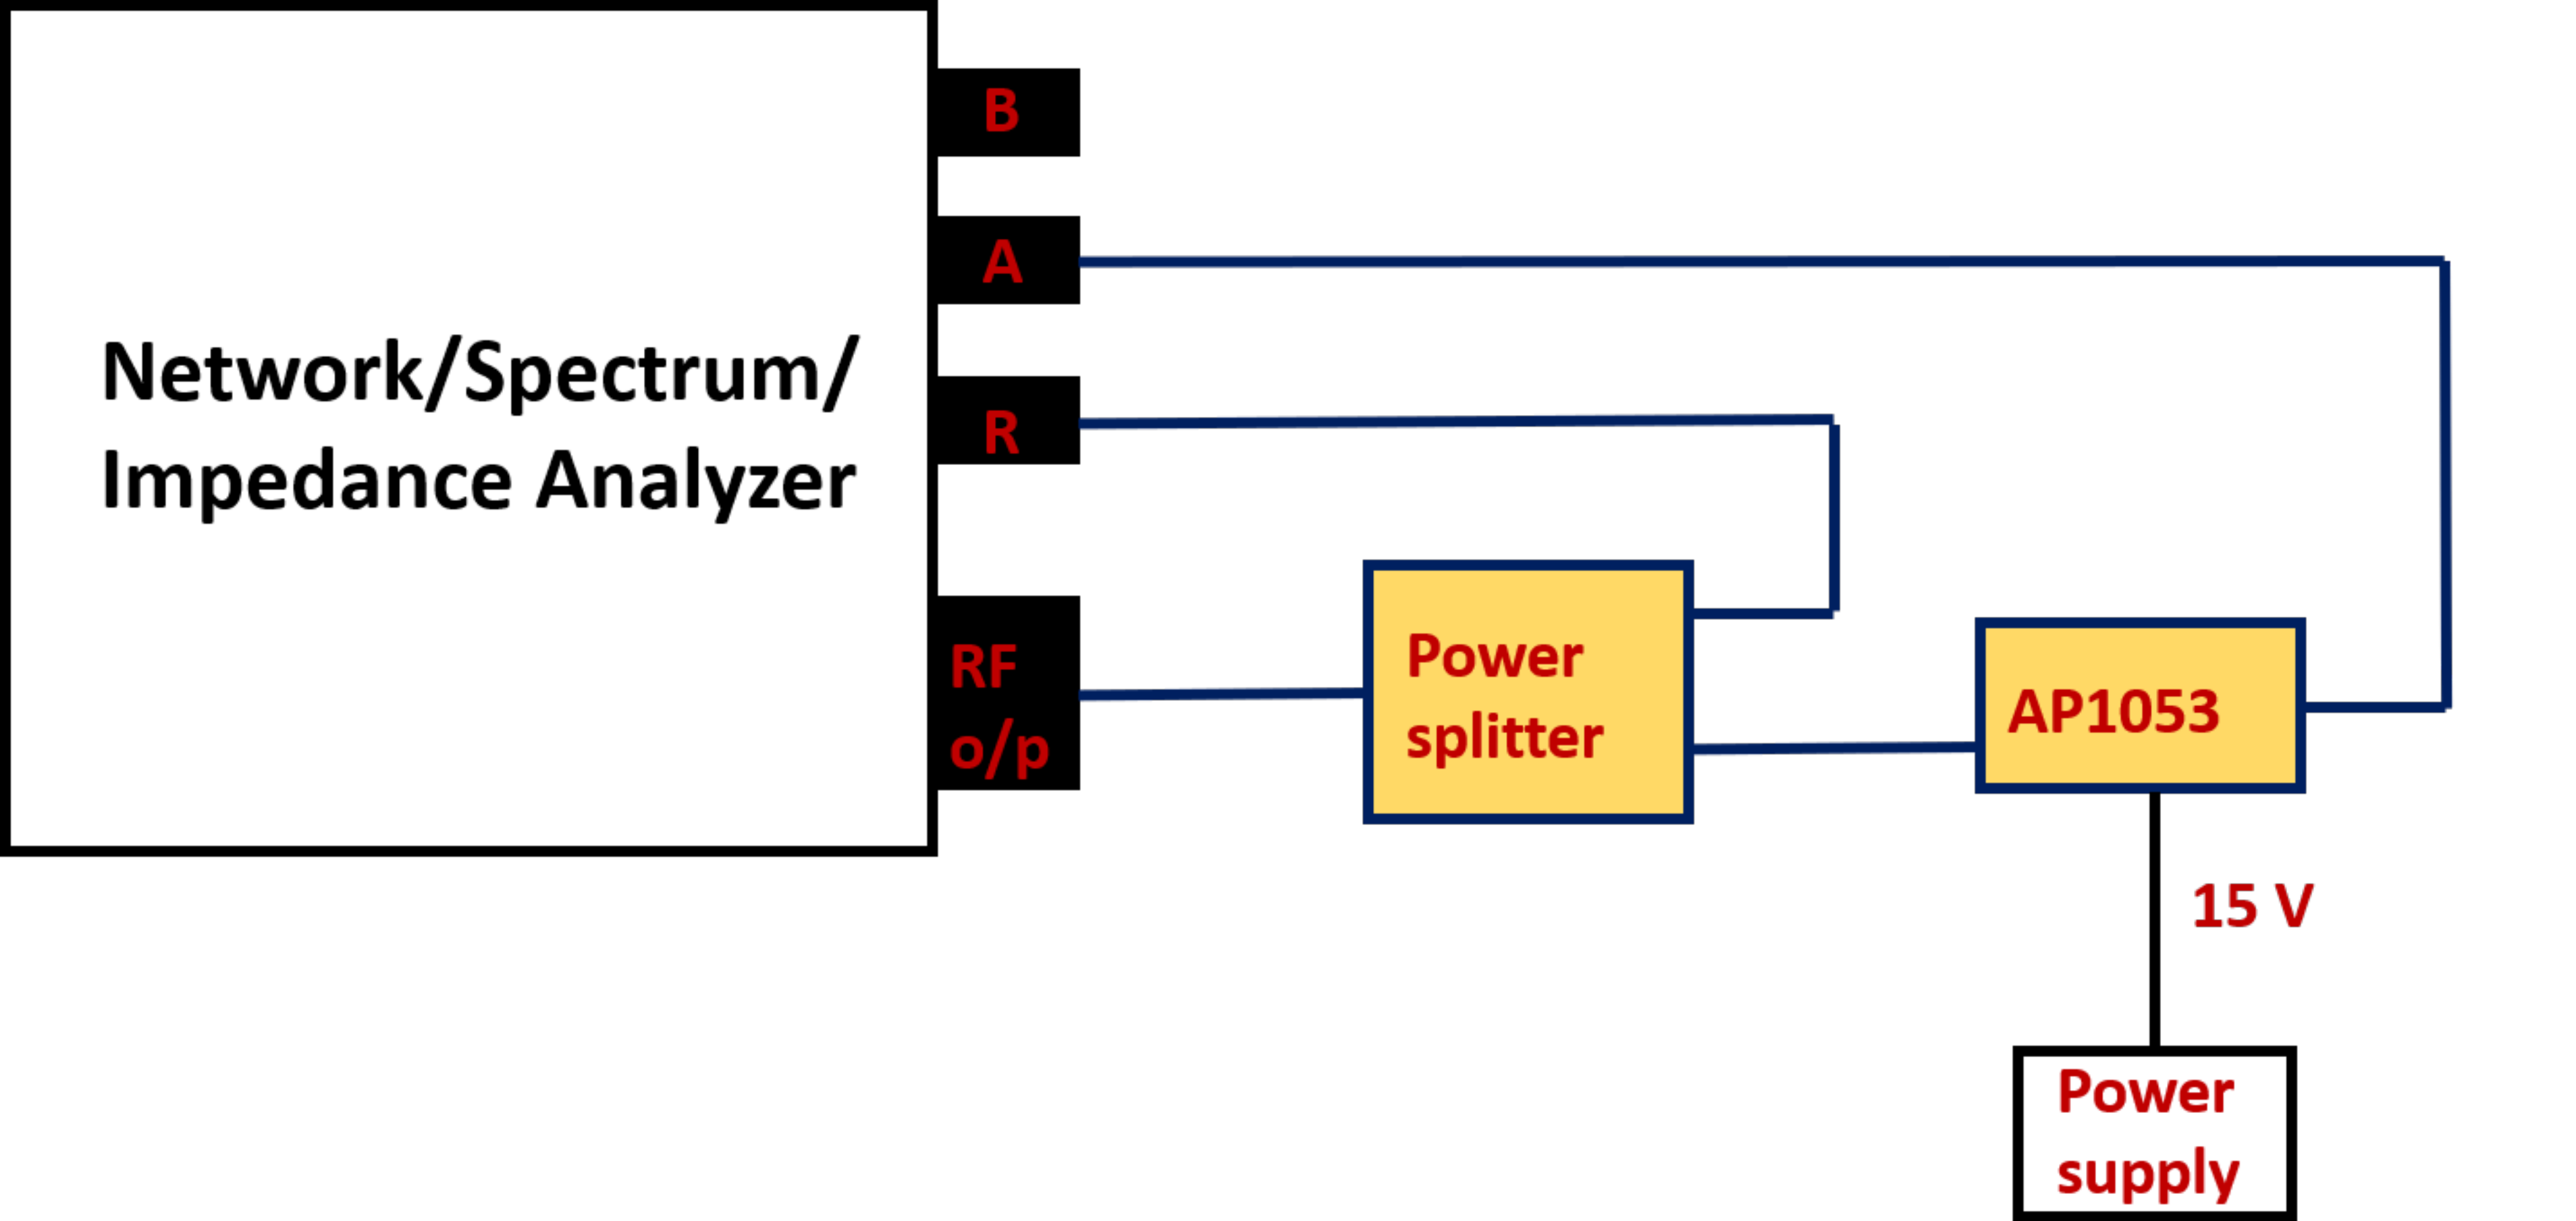 B
A
Network/Spectrum/
Impedance Analyzer
R
RF
o/p
Power
splitter
AP1053
15 V
Power
supply